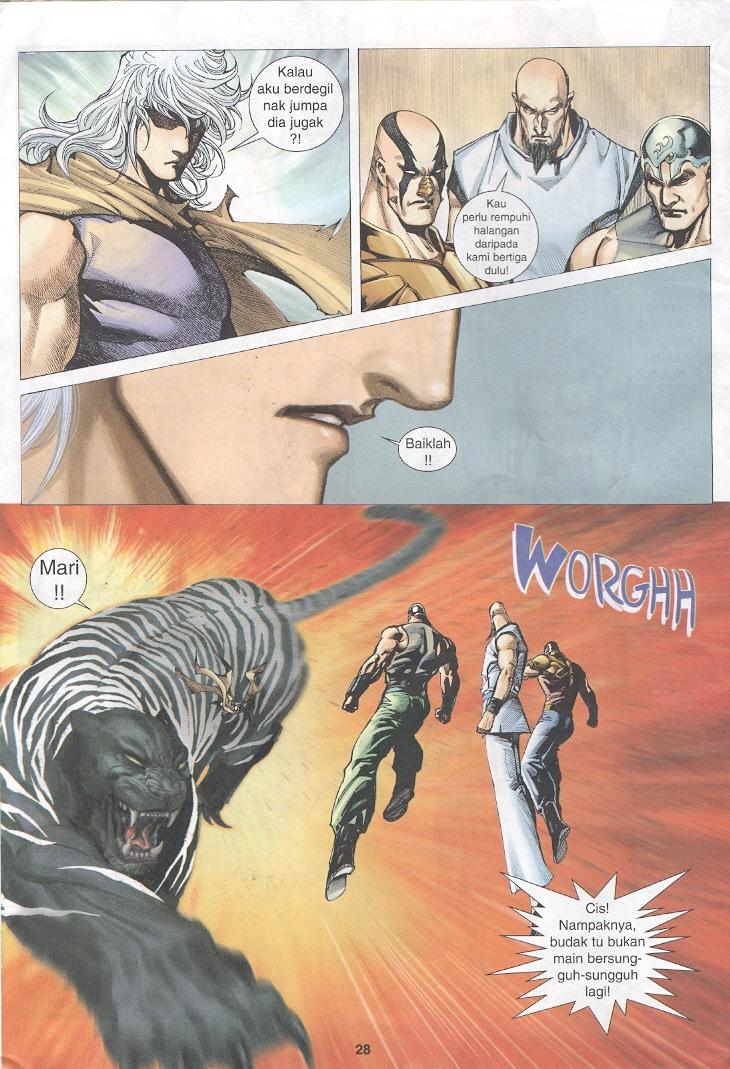 Kalau
aku berdegil
nak jumpa
dia jugak
?!
Kau
perlu rempuhi
halangan
daripada
kami bertiga
dulu!
Baiklah
!!
Mari
!!
WORGHH
Cis!
Nampaknya,
budak tu bukan
main bersung-
guh-sungguh
lagi!
28